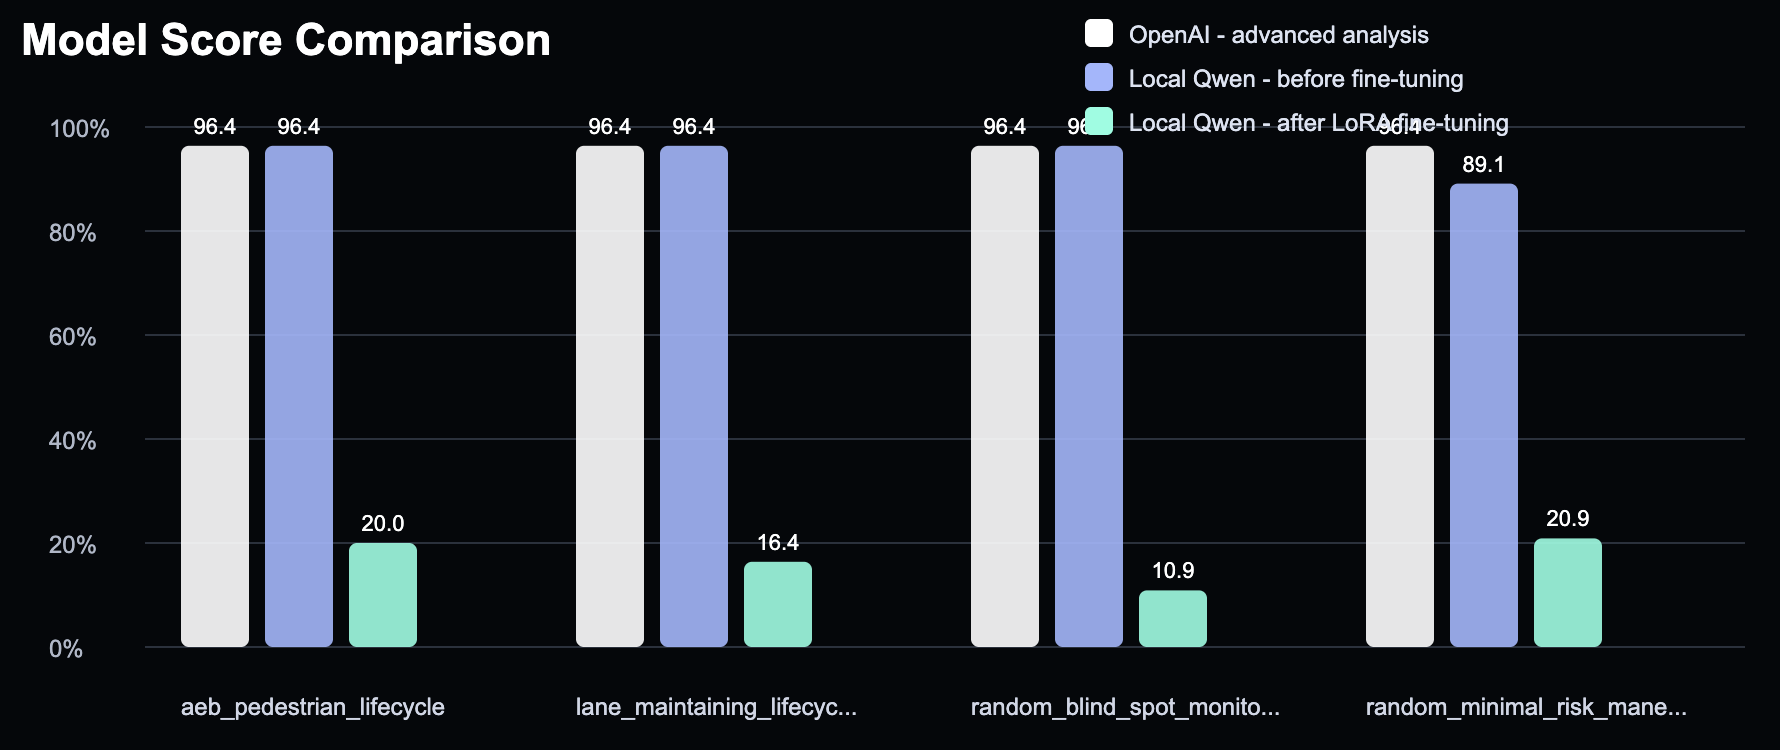 Model Score Comparison
OpenAI - advanced analysis
Local Qwen - before fine-tuning
Local Qwen - after LoRA fine-tuning
100%
80%
60%
40%
20%
0%
96.4
96.4
20.0
96.4
96.4
16.4
96.4
10.9
96.4
89.1
20.9
aeb_pedestrian_lifecycle
lane_maintaining_lifecyc...
random_blind_spot_monito...
random_minimal_risk_mane...